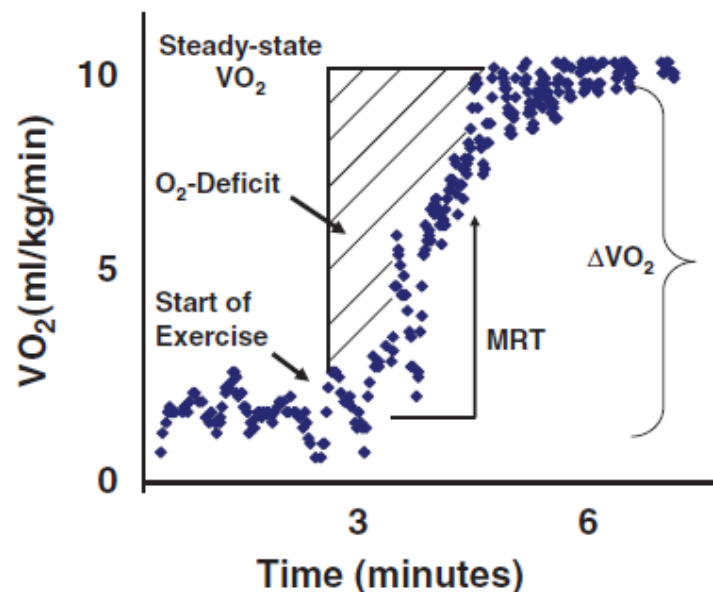 Steady-state
VO₂
10
O₂-Deficit
5
ΔVO₂
Start of
Exercise
MRT
0
VO₂(ml/kg/min)
3
6
Time (minutes)